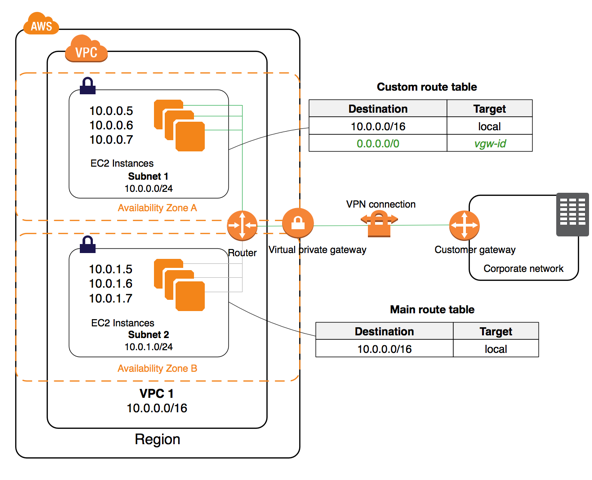 AWS
VPC
10.0.0.5
10.0.0.6
10.0.0.7
EC2 Instances
Subnet 1
10.0.0.0/24
Availability Zone A
Custom route table
Destination Target
10.0.0.0/16 local
0.0.0.0/0 vgw-id
VPN connection
Router
Virtual private gateway
Customer gateway
Corporate network
10.0.1.5
10.0.1.6
10.0.1.7
EC2 Instances
Subnet 2
10.0.1.0/24
Availability Zone B
Main route table
Destination Target
10.0.0.0/16 local
VPC 1
10.0.0.0/16
Region